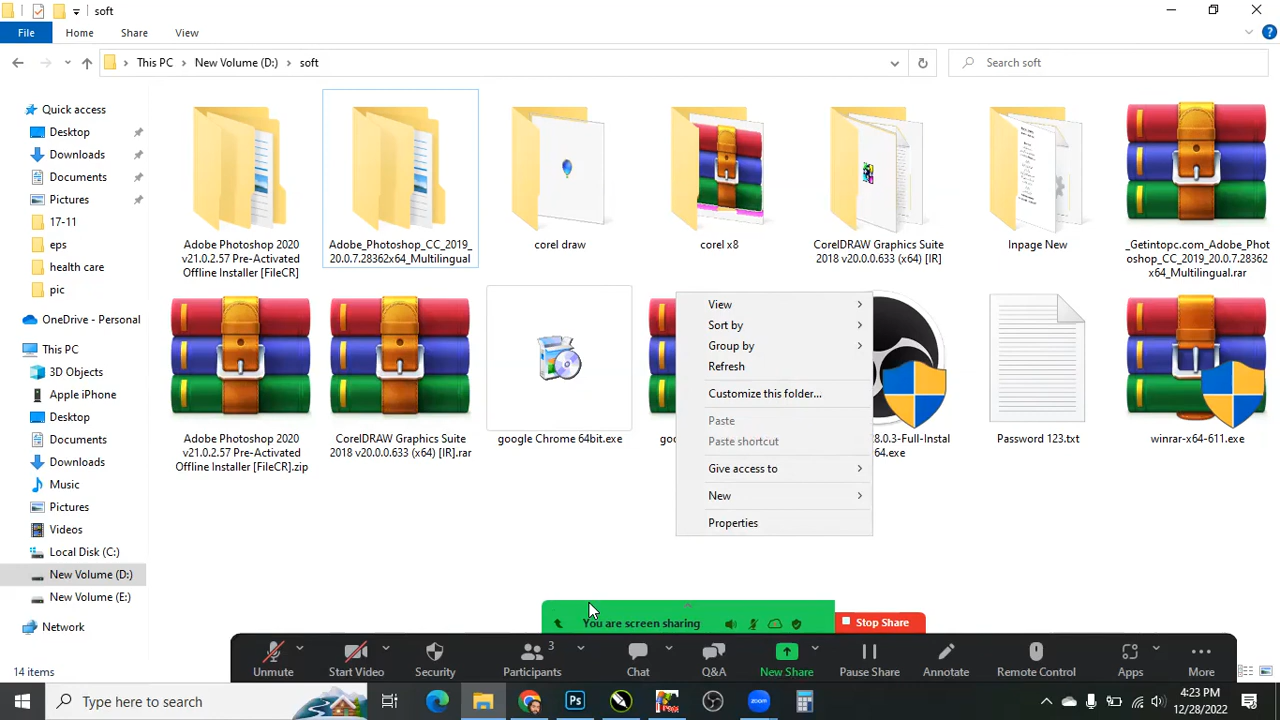 soft
File
Home
Share
View
This PC
New Volume (D:)
soft
Search soft
Quick access
Desktop
Downloads
Documents
Pictures
17-11
eps
health care
pic
OneDrive - Personal
This PC
3D Objects
Apple iPhone
Desktop
Documents
Downloads
Music
Pictures
Videos
Local Disk (C:)
New Volume (D:)
New Volume (E:)
Network
Adobe Photoshop 2020
v21.0.2.57 Pre-Activated
Offline Installer [FileCR]
Adobe_Photoshop_CC_2019_
20.0.7.28362x64_Multilingual
corel draw
corel x8
CorelDRAW Graphics Suite
2018 v20.0.0.633 (x64) [IR]
Inpage New
_Getintopc.com_Adobe_Phot
oshop_CC_2019_20.0.7.28362
x64_Multilingual.rar
Adobe Photoshop 2020
v21.0.2.57 Pre-Activated
Offline Installer [FileCR].zip
CorelDRAW Graphics Suite
2018 v20.0.0.633 (x64) [IR].rar
google Chrome 64bit.exe
8.0.3-Full-Instal
64.exe
Password 123.txt
winrar-x64-611.exe
View
Sort by
Group by
Refresh
Customize this folder...
Paste
Paste shortcut
Give access to
New
Properties
You are screen sharing
Stop Share
14 items
Unmute
Start Video
Security
3
Participants
Chat
Q&A
New Share
Pause Share
Annotate
Remote Control
Apps
More
Type here to search
Ps
zoom
4:23 PM
12/28/2022